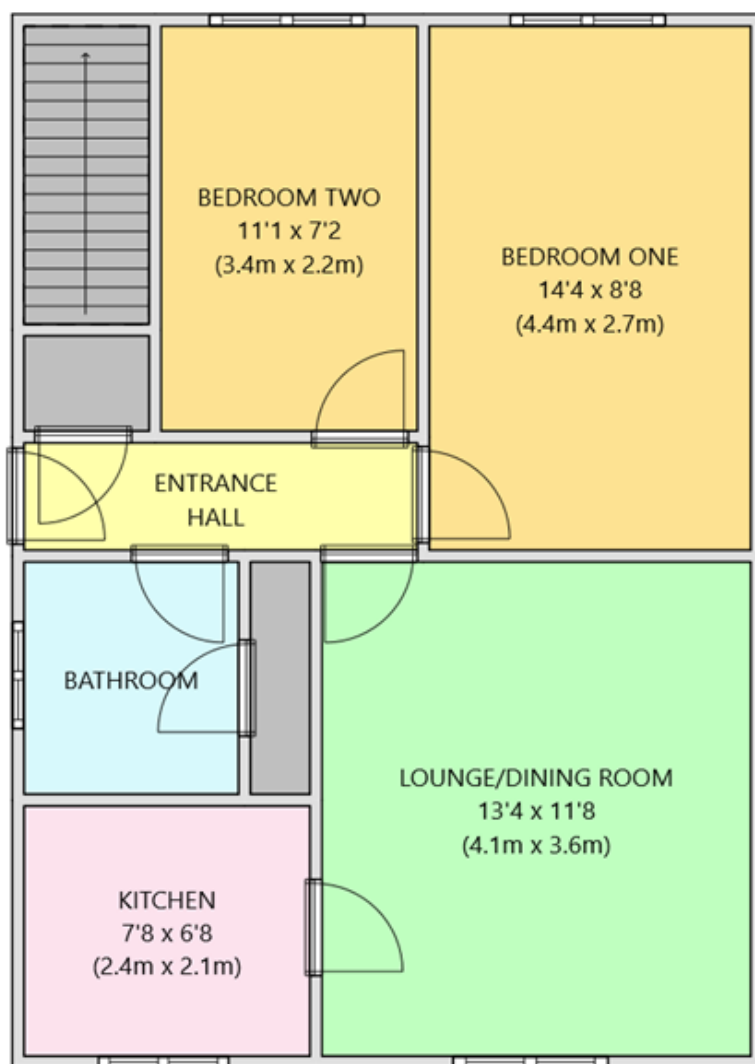 BEDROOM TWO
11'1 x 7'2
(3.4m x 2.2m)
BEDROOM ONE
14'4 x 8'8
(4.4m x 2.7m)
ENTRANCE
HALL
BATHROOM
LOUNGE/DINING ROOM
13'4 x 11'8
(4.1m x 3.6m)
KITCHEN
7'8 x 6'8
(2.4m x 2.1m)